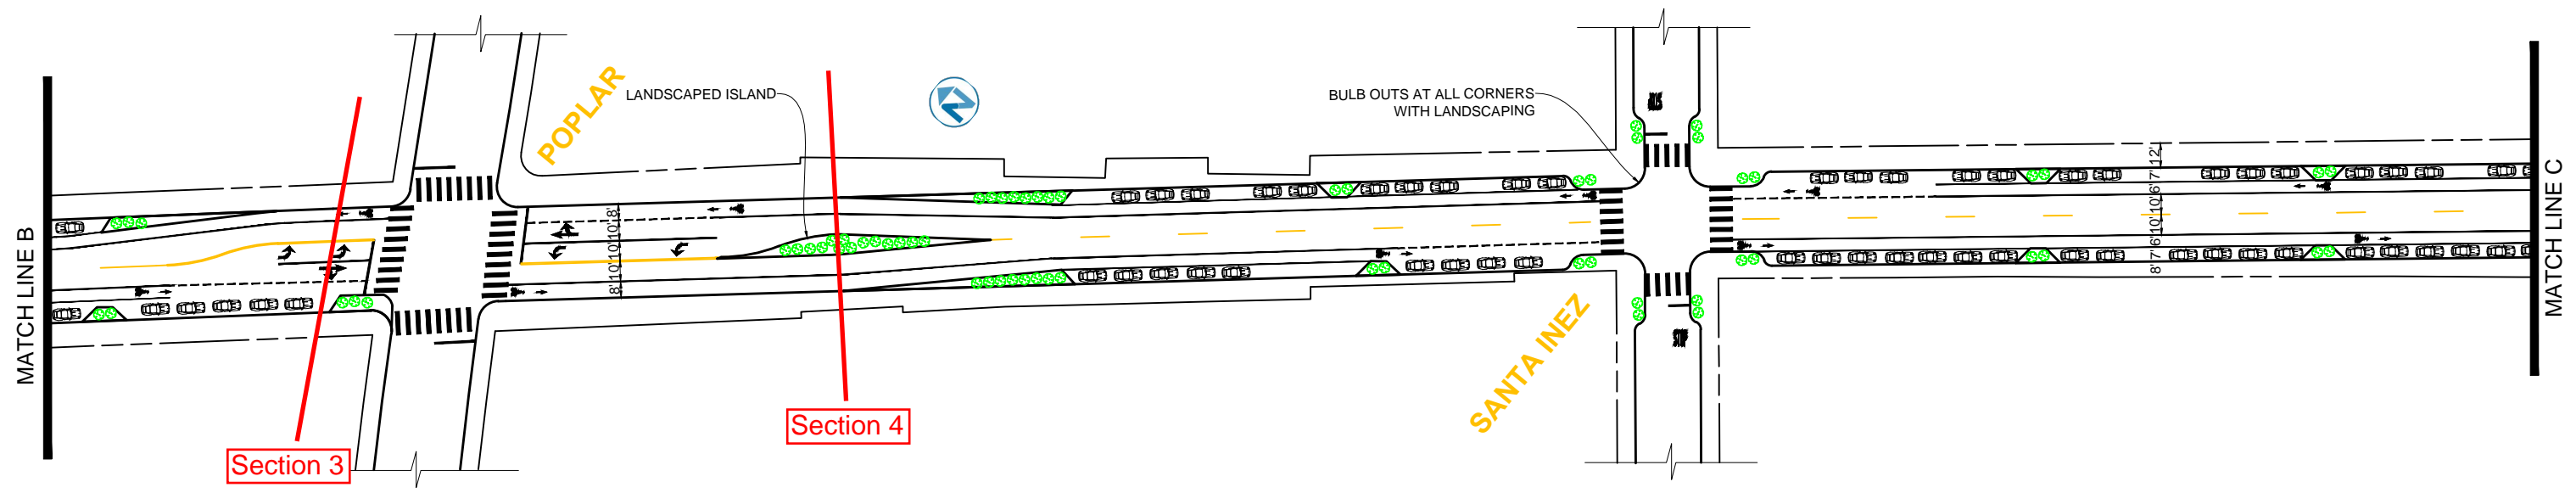 MATCH LINE B
Section 3
POPLAR
LANDSCAPED ISLAND
8'10'10'10'8'
Section 4
BULB OUTS AT ALL CORNERS
WITH LANDSCAPING
SANTA INEZ
8'7'6'10'10'6'7'12'
MATCH LINE C